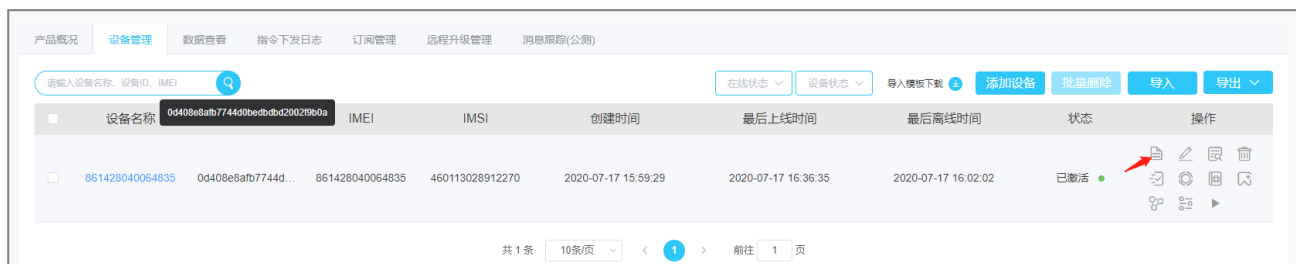 产品概况 设备管理 数据查看 指令下发日志 订阅管理 远程升级管理 消息跟踪(公测)
请输入设备名称、设备ID、IMEI 在线状态 设备状态 导入模板下载 添加设备 批量删除 导入 导出
0d408e8afb7744d0bedbdbd2002f9b0a
设备名称 IMEI IMSI 创建时间 最后上线时间 最后离线时间 状态 操作
861428040064835 0d408e8afb7744d... 861428040064835 460113028912270 2020-07-17 15:59:29 2020-07-17 16:36:35 2020-07-17 16:02:02 已激活
共 1 条 10条/页 < 1 > 前往 1 页